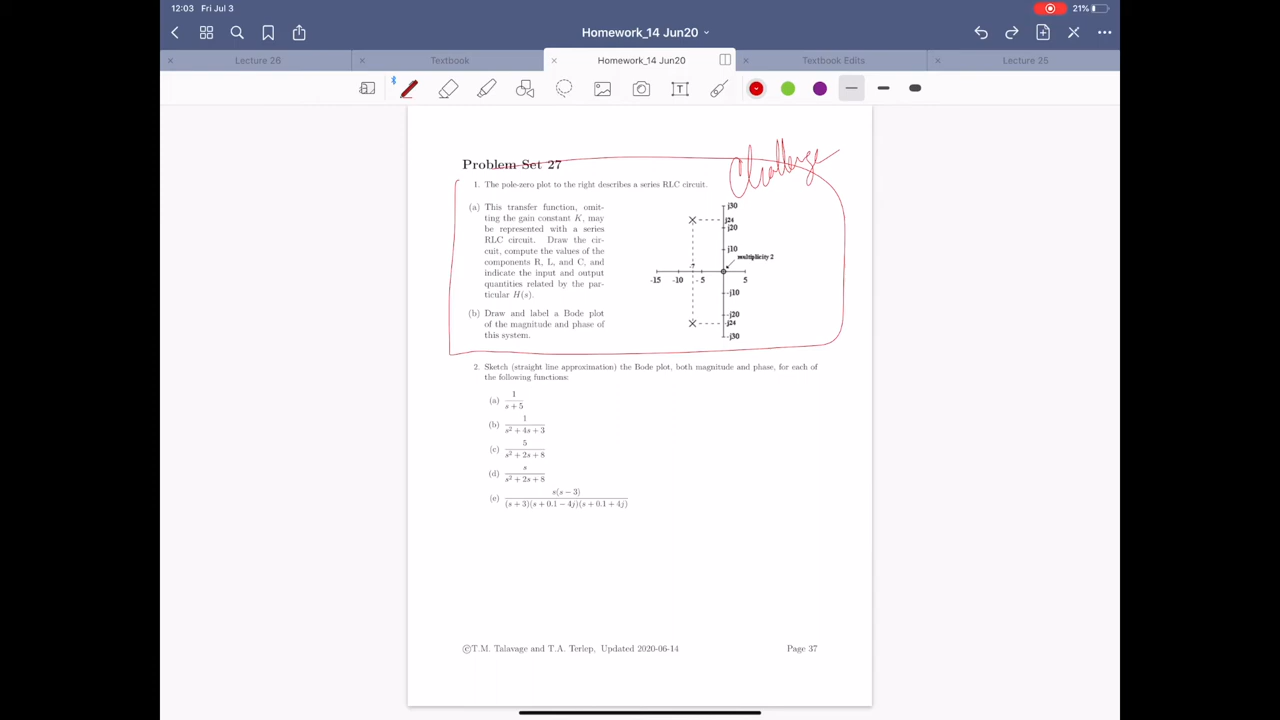 12:03 Fri Jul 3
21%
Homework_14 Jun20
Lecture 26
Textbook
Homework_14 Jun20
Textbook Edits
Lecture 25
Problem Set 27
Challenge
1. The pole-zero plot to the right describes a series RLC circuit.
(a) This transfer function, omit-
ting the gain constant K, may
be represented with a series
RLC circuit. Draw the cir-
cuit, compute the values of the
components R, L, and C, and
indicate the input and output
quantities related by the par-
ticular H(s).
(b) Draw and label a Bode plot
of the magnitude and phase of
this system.
j30
j24
j20
j10
multiplicity 2
-7
-15 -10 -5 5
-j10
-j20
-j24
-j30
2. Sketch (straight line approximation) the Bode plot, both magnitude and phase, for each of
the following functions:
(a) 1
s + 5
(b) 1
s² + 4s + 3
(c) 5
s² + 2s + 8
(d) s
s² + 2s + 8
(e) s(s − 3)
(s + 3)(s + 0.1 − 4j)(s + 0.1 + 4j)
©T.M. Talavage and T.A. Terlep, Updated 2020-06-14 Page 37